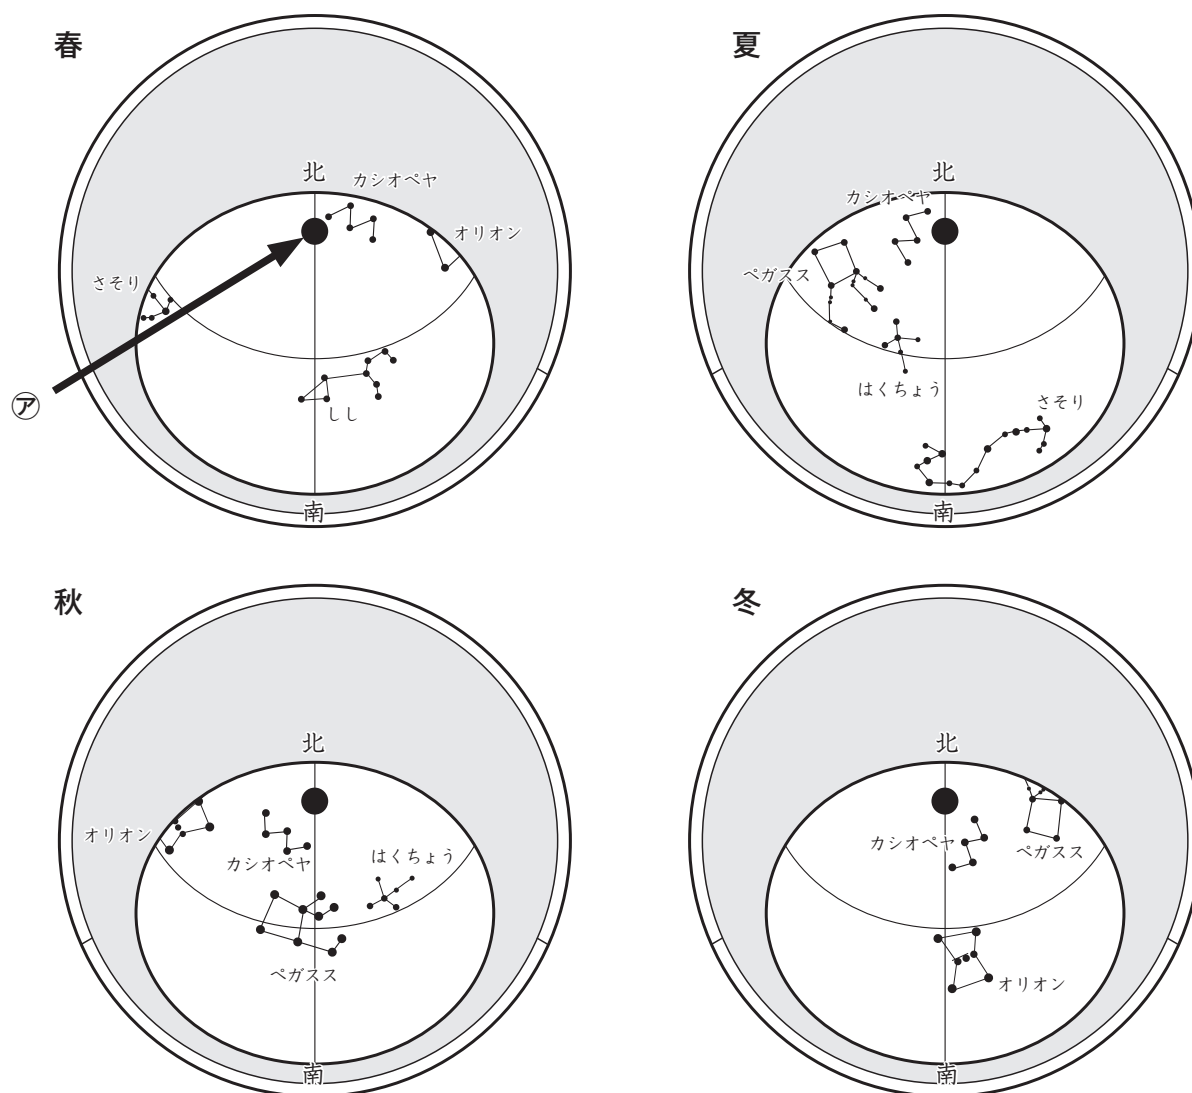 春
北
カシオペヤ
オリオン
さそり
㋐
しし
南
夏
北
カシオペヤ
ペガスス
はくちょう
さそり
南
秋
北
オリオン
カシオペヤ
はくちょう
ペガスス
南
冬
北
カシオペヤ
ペガスス
オリオン
南